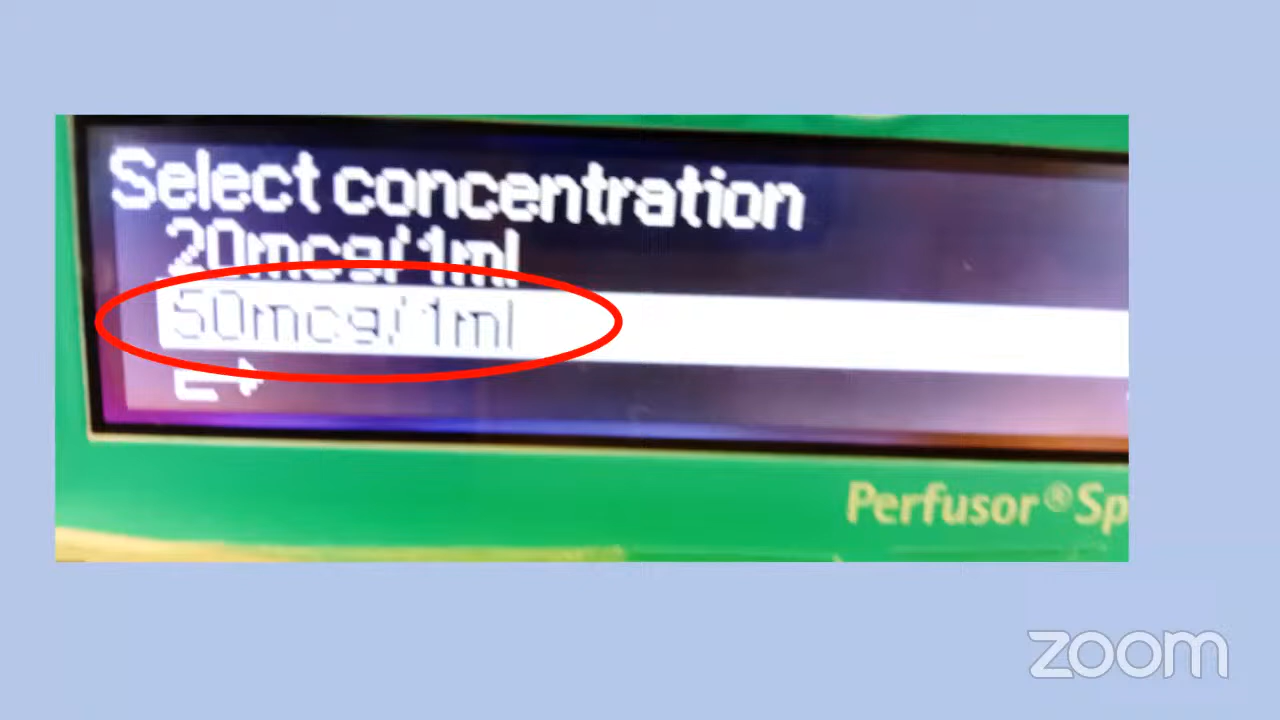 Select concentration
20mcg/1ml
50mcg/1ml
Perfusor®Sp
zoom